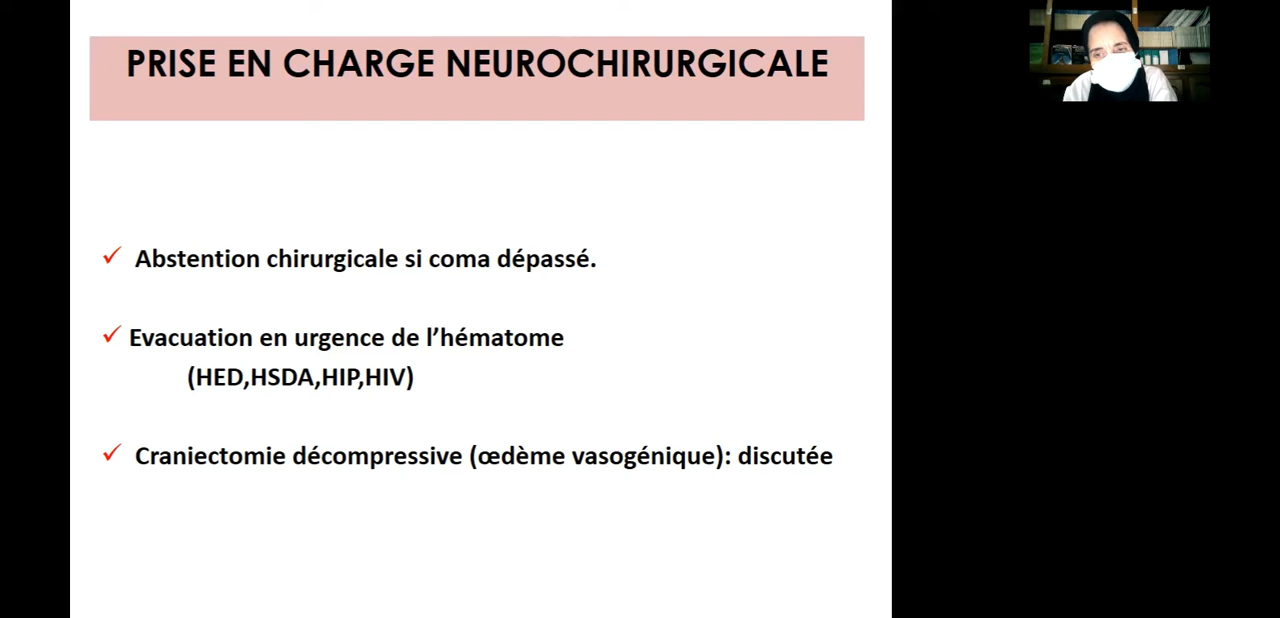 PRISE EN CHARGE NEUROCHIRURGICALE
✓ Abstention chirurgicale si coma dépassé.
✓ Evacuation en urgence de l’hématome
(HED,HSDA,HIP,HIV)
✓ Craniectomie décompressive (œdème vasogénique): discutée